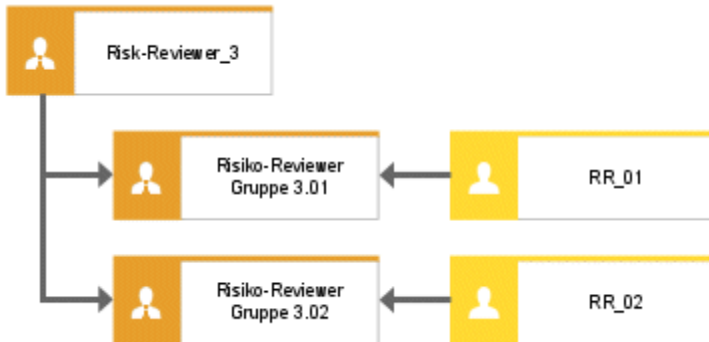 Risk-Reviewer_3
Risiko-Reviewer
Gruppe 3.01
RR_01
Risiko-Reviewer
Gruppe 3.02
RR_02